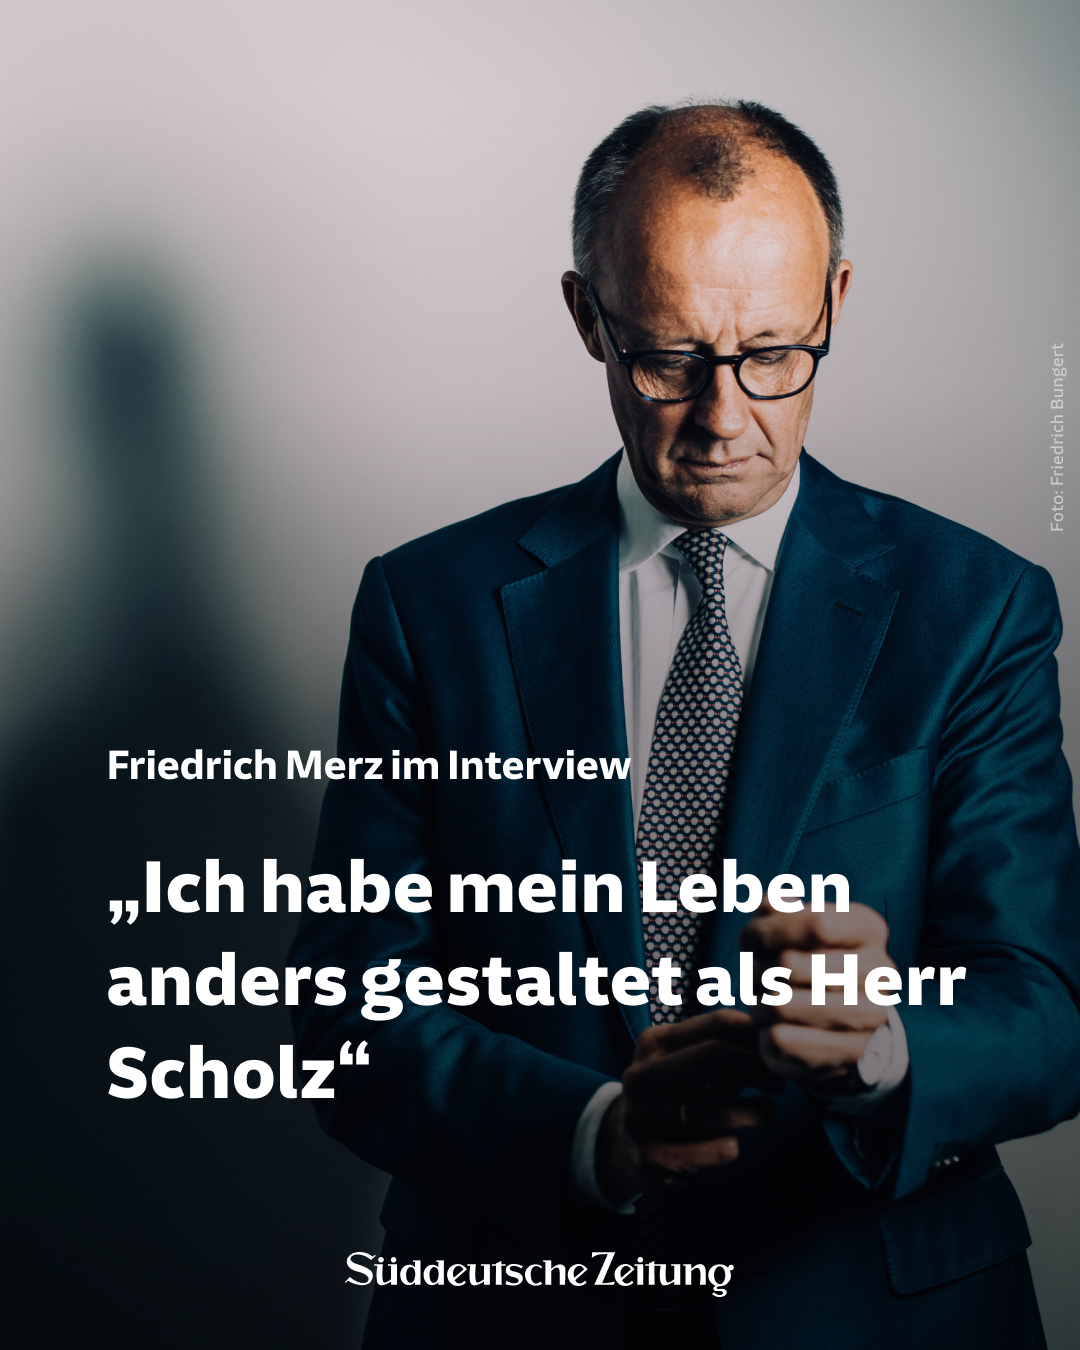 Foto: Friedrich Bungert
Friedrich Merz im Interview
„Ich habe mein Leben
anders gestaltet als Herr
Scholz“
Süddeutsche Zeitung